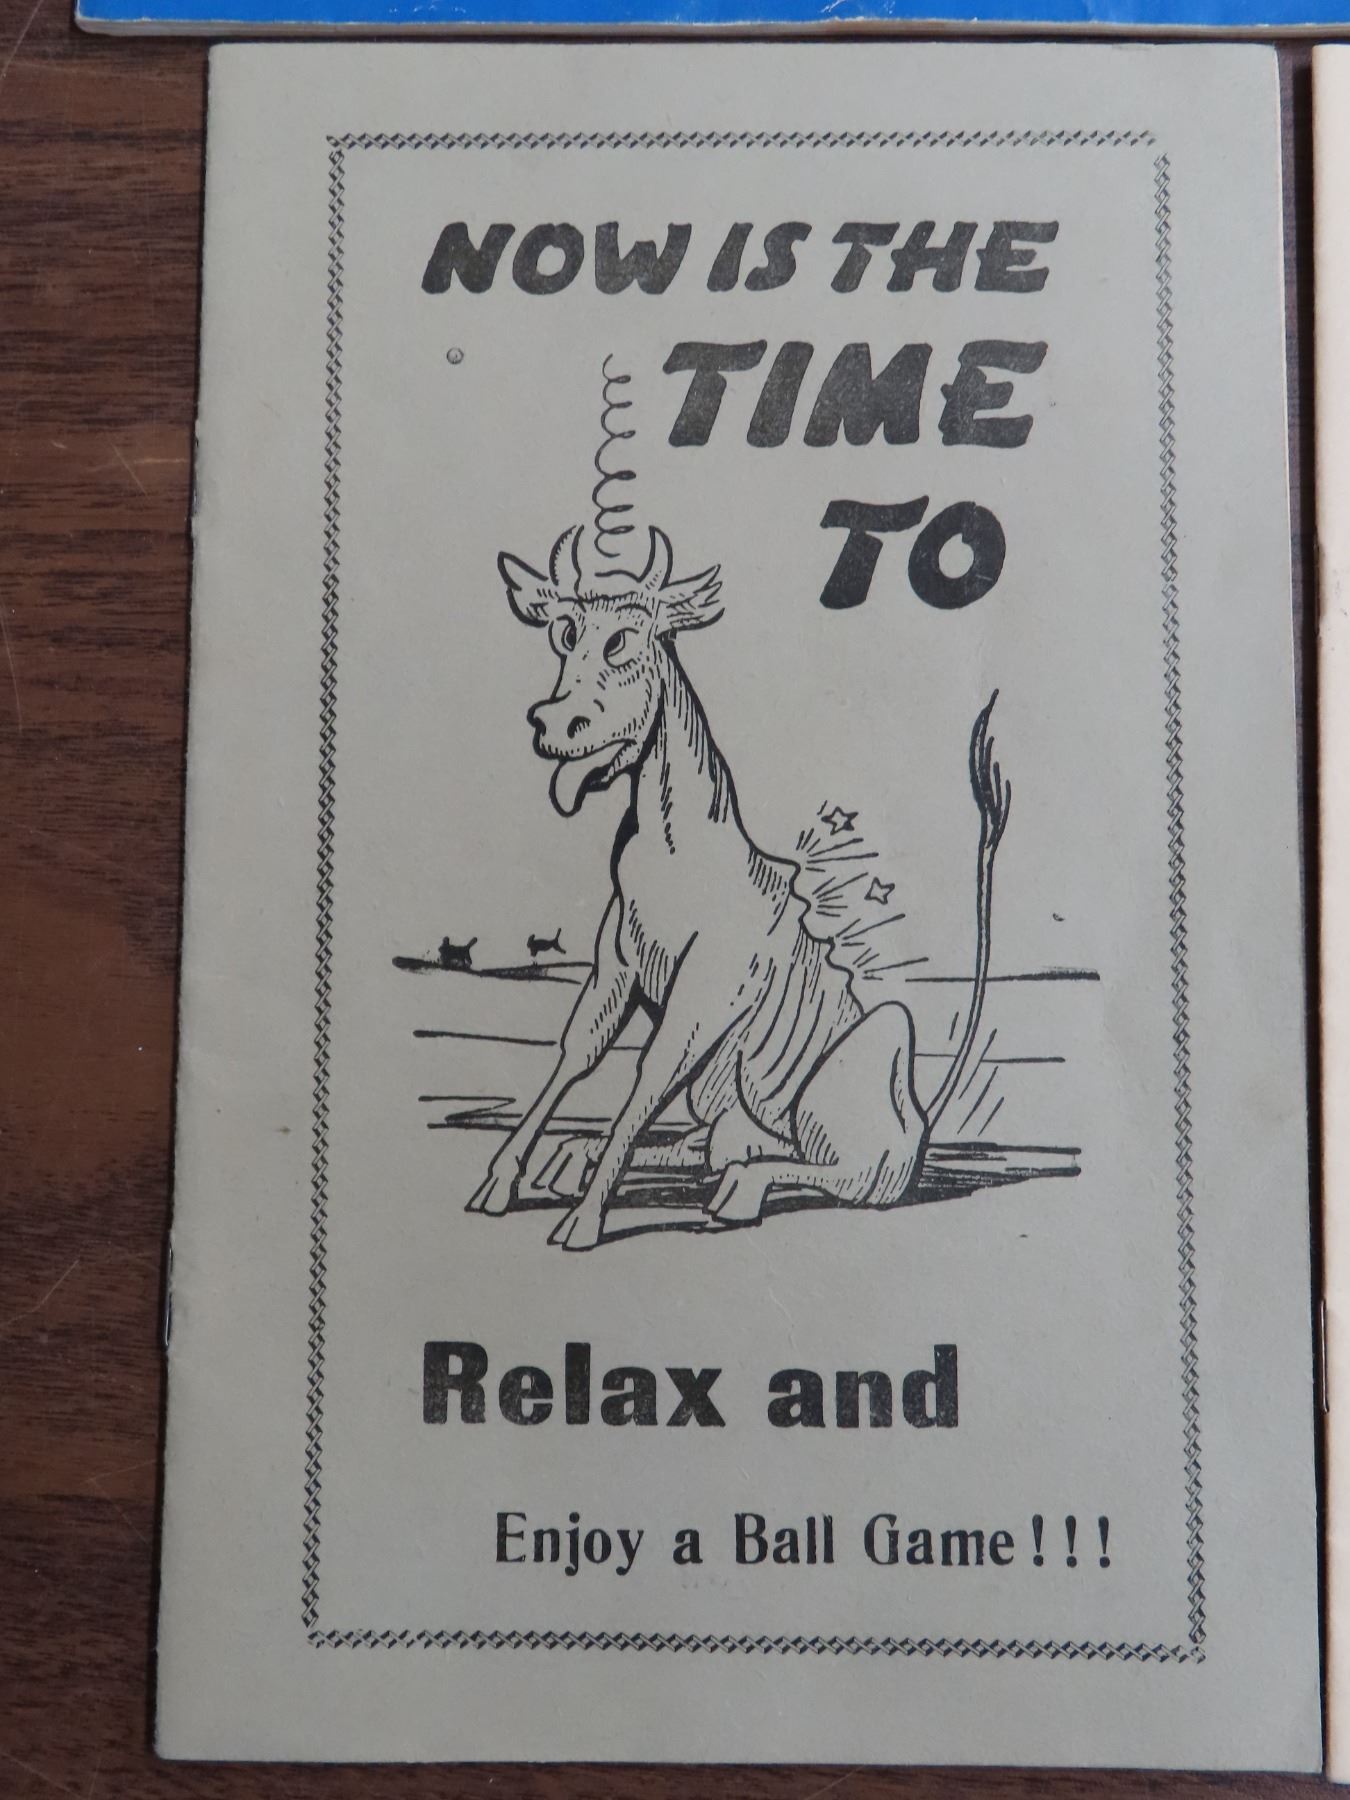 NOW IS THE
TIME
TO
Relax and
Enjoy a Ball Game!!!